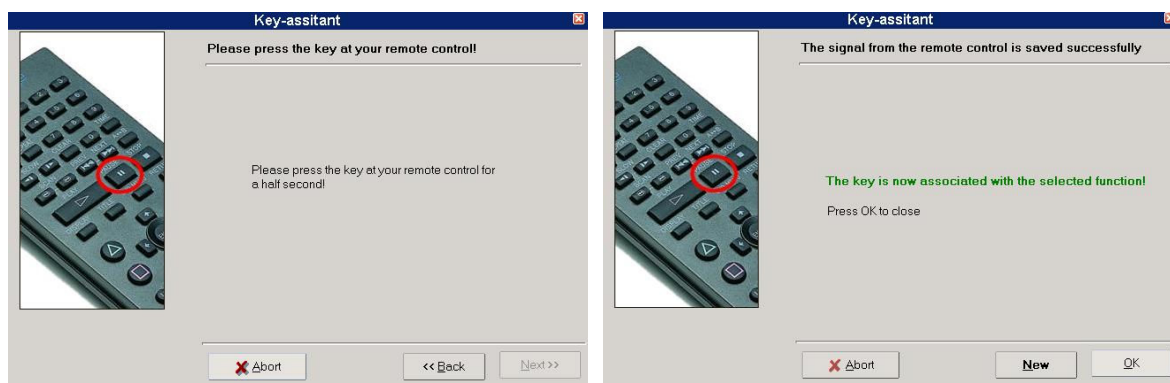 Key-assitant
Please press the key at your remote control!
Please press the key at your remote control for
a half second!
Abort
<< Back
Next >>
Key-assitant
The signal from the remote control is saved successfully
The key is now associated with the selected function!
Press OK to close
Abort
New
OK